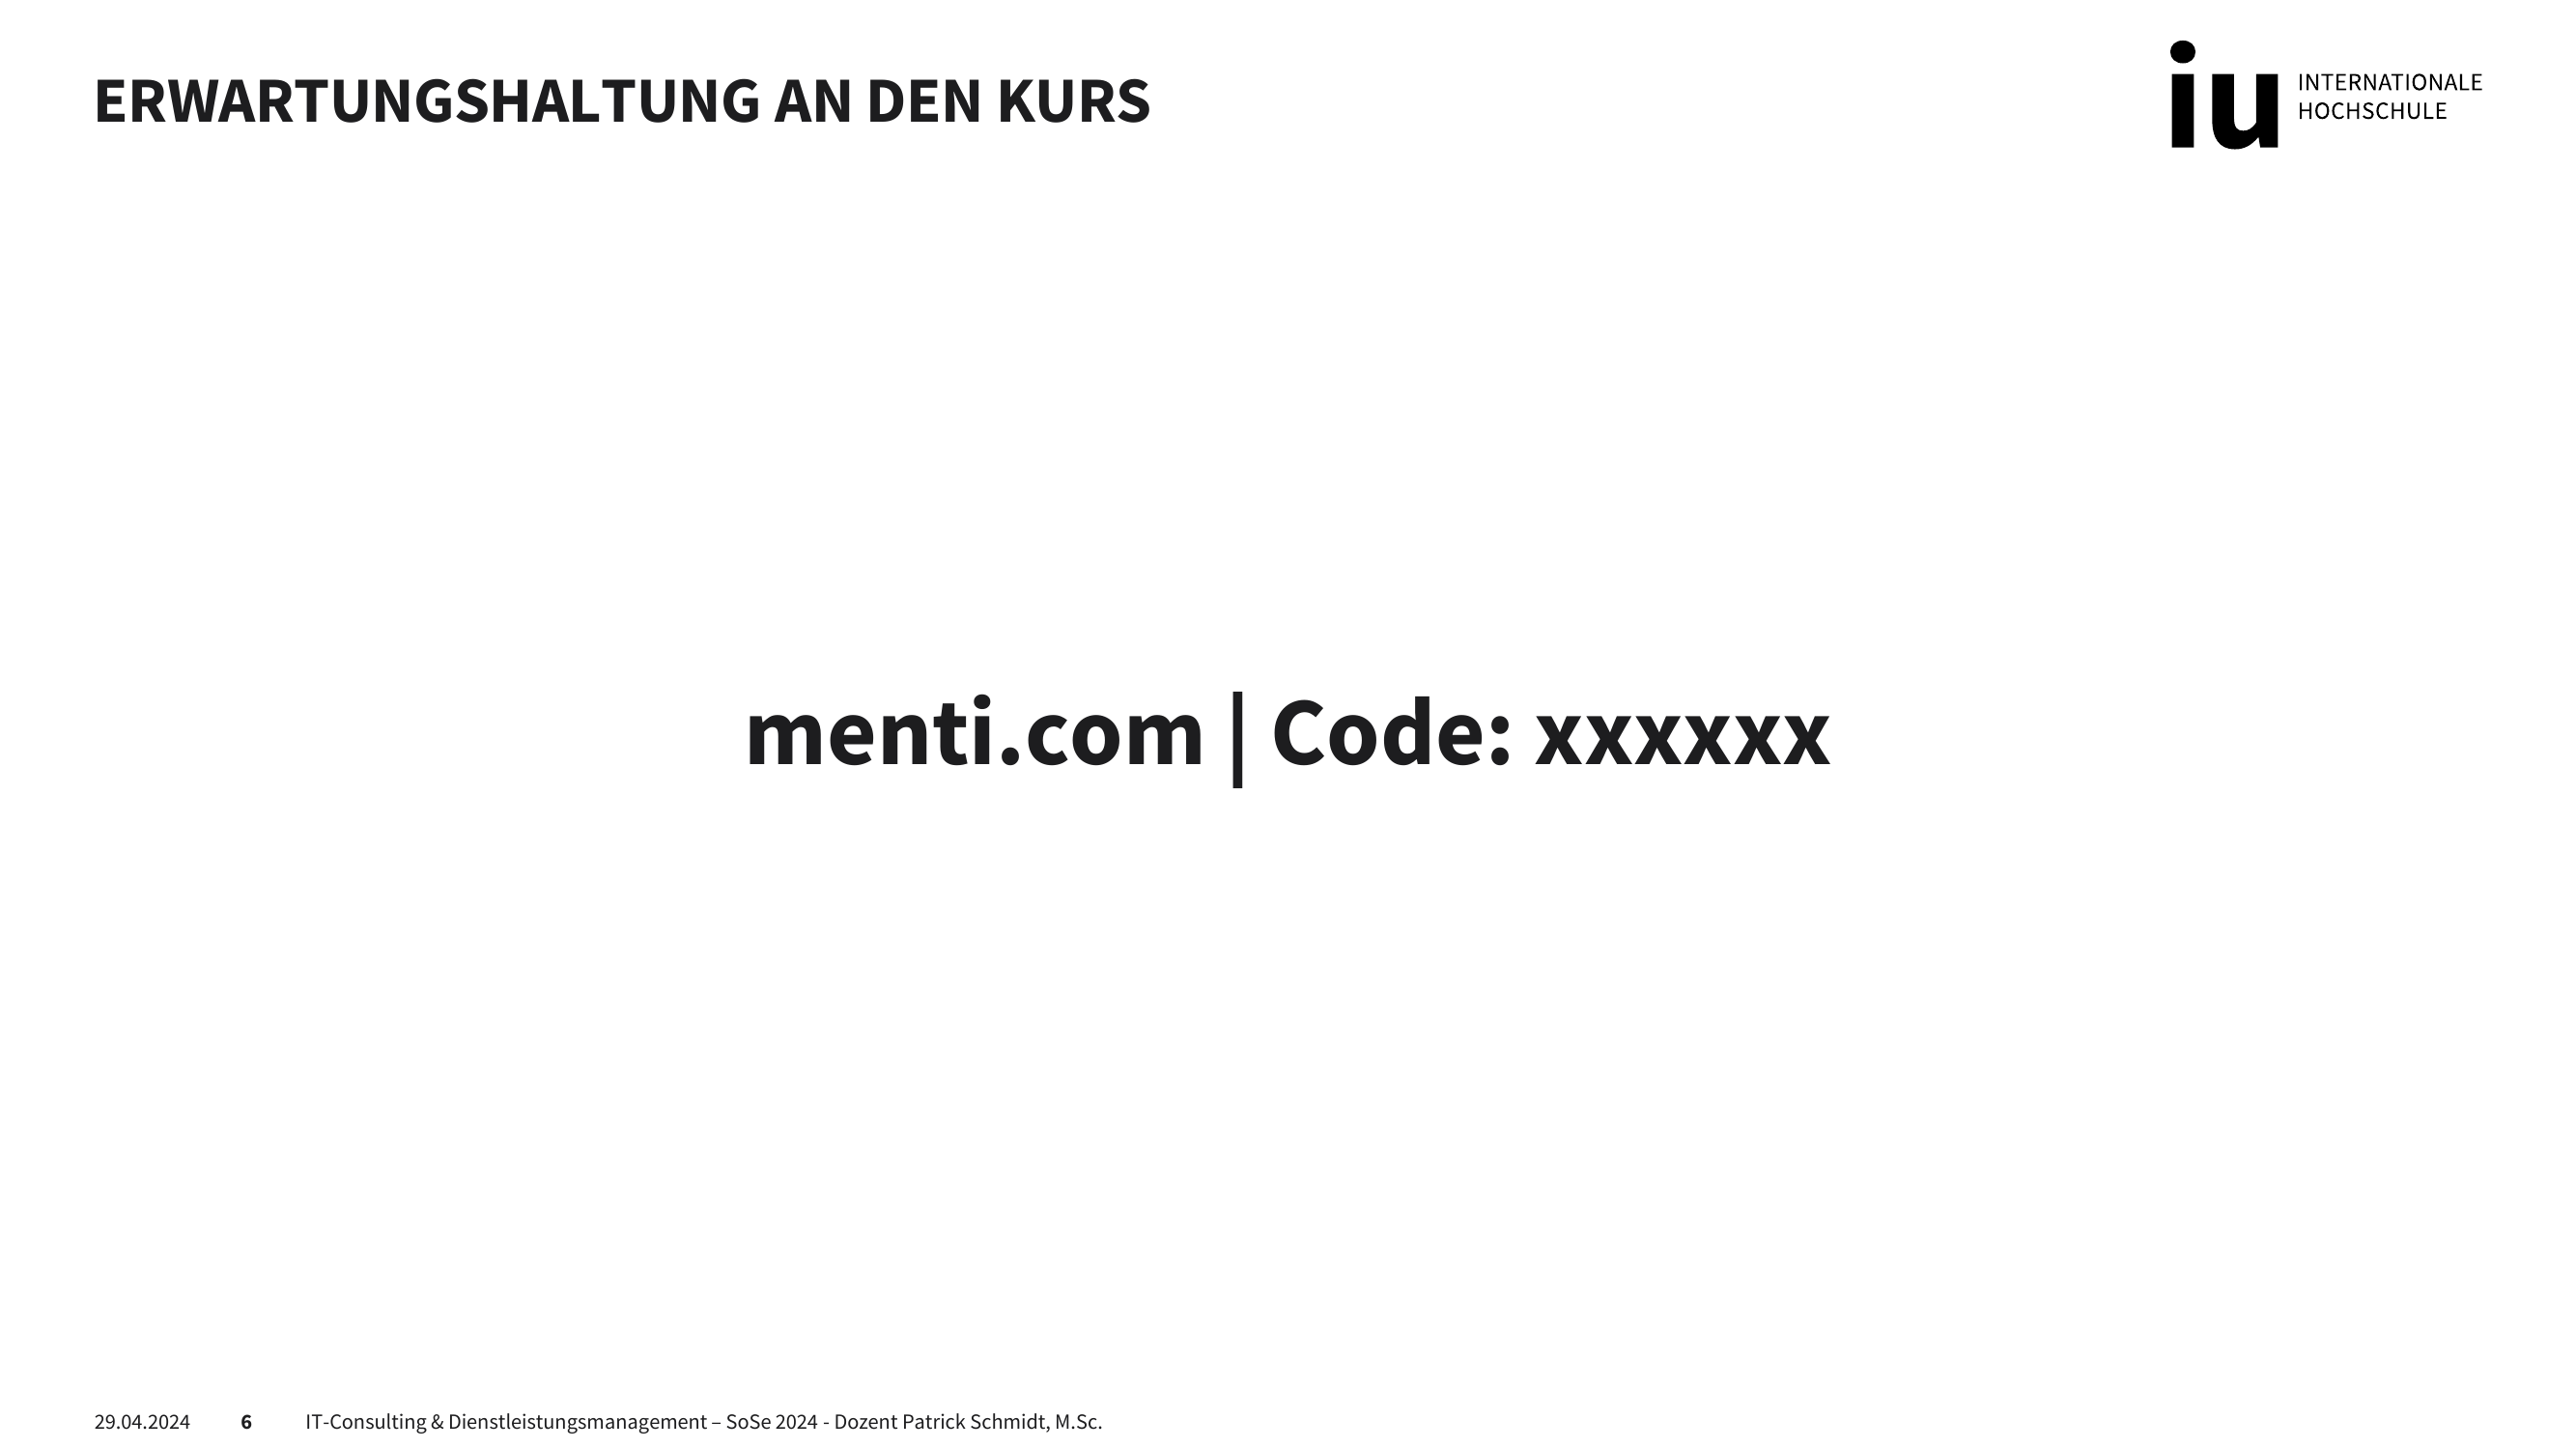 ERWARTUNGSHALTUNG AN DEN KURS
iu INTERNATIONALE
HOCHSCHULE
menti.com | Code: xxxxxx
29.04.2024 6 IT-Consulting & Dienstleistungsmanagement – SoSe 2024 - Dozent Patrick Schmidt, M.Sc.